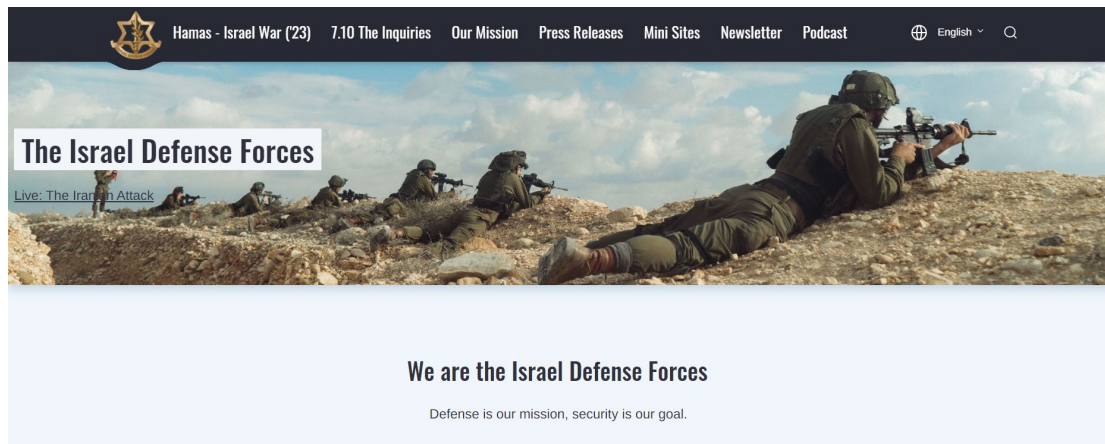 Hamas - Israel War ('23) 7.10 The Inquiries Our Mission Press Releases Mini Sites Newsletter Podcast English
The Israel Defense Forces
Live: The Iranian Attack
We are the Israel Defense Forces
Defense is our mission, security is our goal.